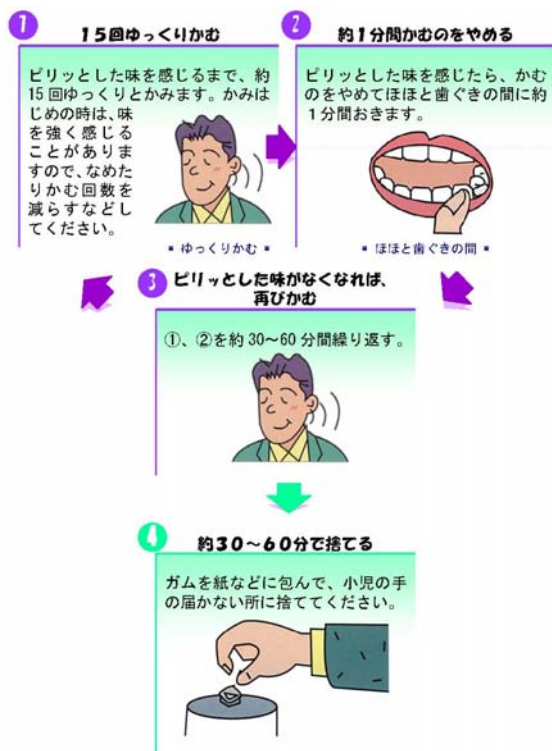 1
15回ゆっくりかむ
ピリッとした味を感じるまで、約
15回ゆっくりとかみます。かみは
じめの時は、味
を強く感じる
ことがありま
すので、なめた
りかむ回数を
減らすなどし
てください。
▪ ゆっくりかむ ▪
2
約1分間かむのをやめる
ピリッとした味を感じたら、かむ
のをやめてほほと歯ぐきの間に約
1分間おきます。
▪ ほほと歯ぐきの間 ▪
3
ピリッとした味がなくなれば、
再びかむ
①、②を約30～60分間繰り返す。
4
約30～60分で捨てる
ガムを紙などに包んで、小児の手
の届かない所に捨ててください。